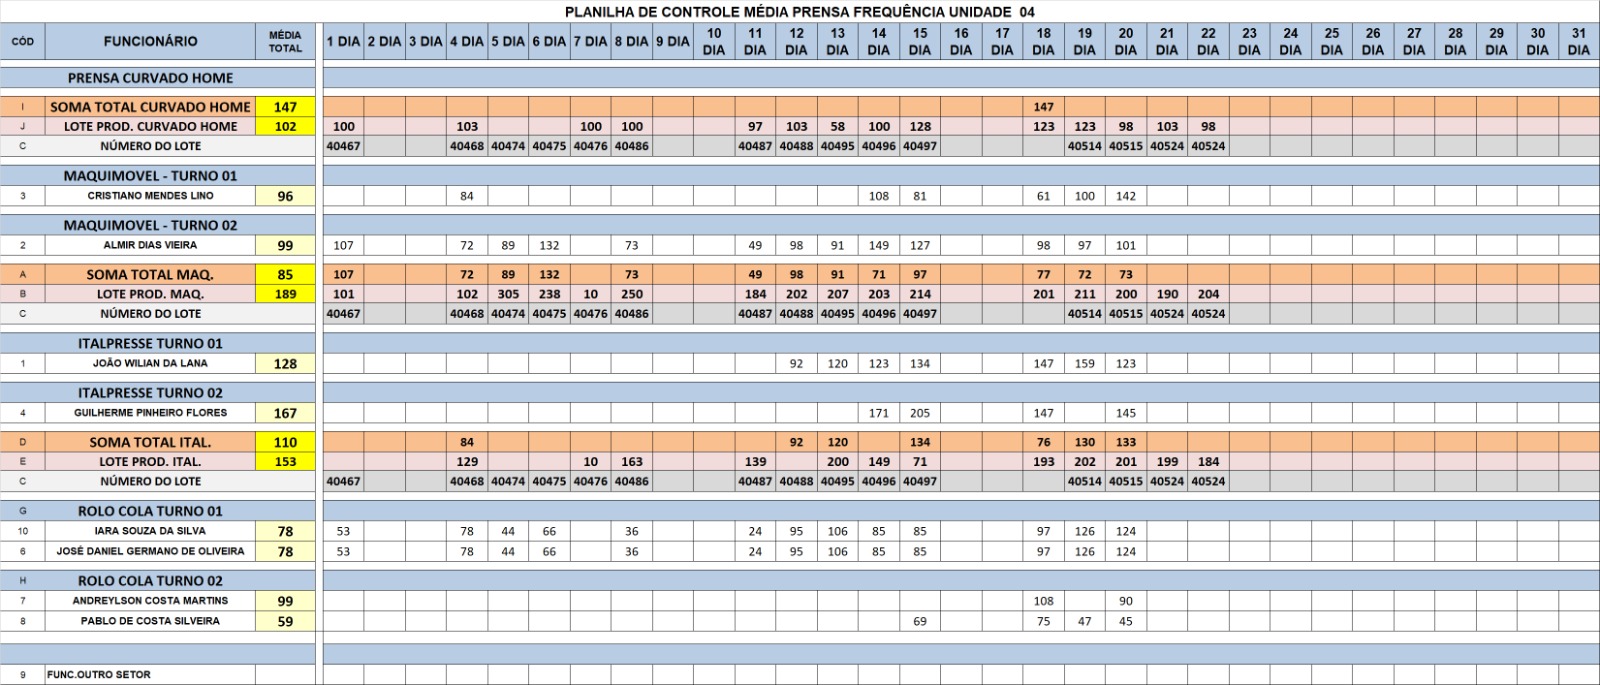 PLANILHA DE CONTROLE MÉDIA PRENSA FREQUÊNCIA UNIDADE 04
CÓD FUNCIONÁRIO MÉDIA TOTAL 1 DIA 2 DIA 3 DIA 4 DIA 5 DIA 6 DIA 7 DIA 8 DIA 9 DIA 10 DIA 11 DIA 12 DIA 13 DIA 14 DIA 15 DIA 16 DIA 17 DIA 18 DIA 19 DIA 20 DIA 21 DIA 22 DIA 23 DIA 24 DIA 25 DIA 26 DIA 27 DIA 28 DIA 29 DIA 30 DIA 31 DIA
PRENSA CURVADO HOME
I SOMA TOTAL CURVADO HOME 147 147
J LOTE PROD. CURVADO HOME 102 100 103 100 100 97 103 58 100 128 123 123 98 103 98
C NÚMERO DO LOTE 40467 40468 40474 40475 40476 40486 40487 40488 40495 40496 40497 40514 40515 40524 40524
MAQUIMOVEL - TURNO 01
3 CRISTIANO MENDES LINO 96 84 108 81 61 100 142
MAQUIMOVEL - TURNO 02
2 ALMIR DIAS VIEIRA 99 107 72 89 132 73 49 98 91 149 127 98 97 101
A SOMA TOTAL MAQ. 85 107 72 89 132 73 49 98 91 71 97 77 72 73
B LOTE PROD. MAQ. 189 101 102 305 238 10 250 184 202 207 203 214 201 211 200 190 204
C NÚMERO DO LOTE 40467 40468 40474 40475 40476 40486 40487 40488 40495 40496 40497 40514 40515 40524 40524
ITALPRESSE TURNO 01
1 JOÃO WILIAN DA LANA 128 92 120 123 134 147 159 123
ITALPRESSE TURNO 02
4 GUILHERME PINHEIRO FLORES 167 171 205 147 145
D SOMA TOTAL ITAL. 110 84 92 120 134 76 130 133
E LOTE PROD. ITAL. 153 129 10 163 139 200 149 71 193 202 201 199 184
C NÚMERO DO LOTE 40467 40468 40474 40475 40476 40486 40487 40488 40495 40496 40497 40514 40515 40524 40524
G ROLO COLA TURNO 01
10 IARA SOUZA DA SILVA 78 53 78 44 66 36 24 95 106 85 85 97 126 124
6 JOSÉ DANIEL GERMANO DE OLIVEIRA 78 53 78 44 66 36 24 95 106 85 85 97 126 124
H ROLO COLA TURNO 02
7 ANDREYLSON COSTA MARTINS 99 108 90
8 PABLO DE COSTA SILVEIRA 59 69 75 47 45
9 FUNC.OUTRO SETOR